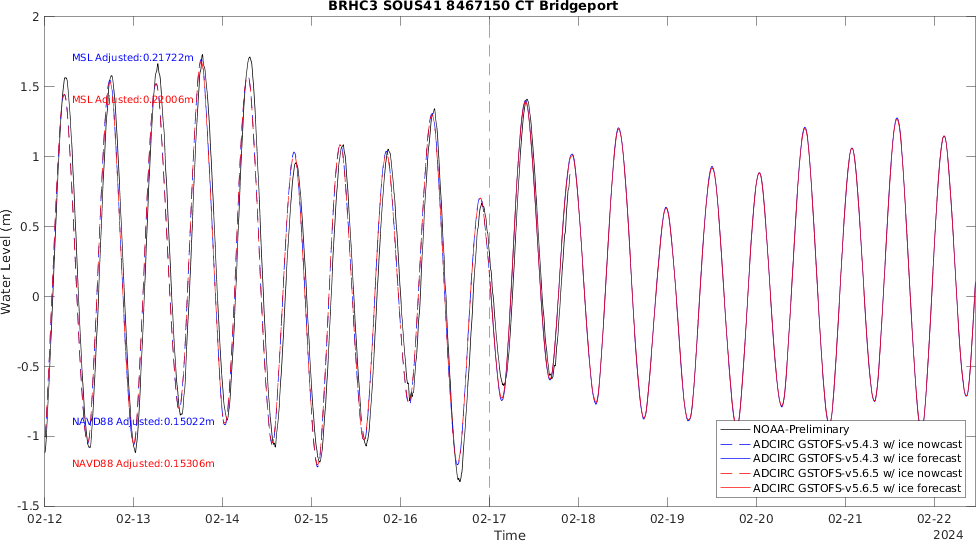 BRHC3 SOUS41 8467150 CT Bridgeport
2
1.5
1
0.5
0
-0.5
-1
-1.5
Water Level (m)
MSL Adjusted:0.21722m
MSL Adjusted:0.22006m
NAVD88 Adjusted:0.15022m
NAVD88 Adjusted:0.15306m
NOAA-Preliminary
ADCIRC GSTOFS-v5.4.3 w/ ice nowcast
ADCIRC GSTOFS-v5.4.3 w/ ice forecast
ADCIRC GSTOFS-v5.6.5 w/ ice nowcast
ADCIRC GSTOFS-v5.6.5 w/ ice forecast
02-12 02-13 02-14 02-15 02-16 02-17 02-18 02-19 02-20 02-21 02-22
Time
2024